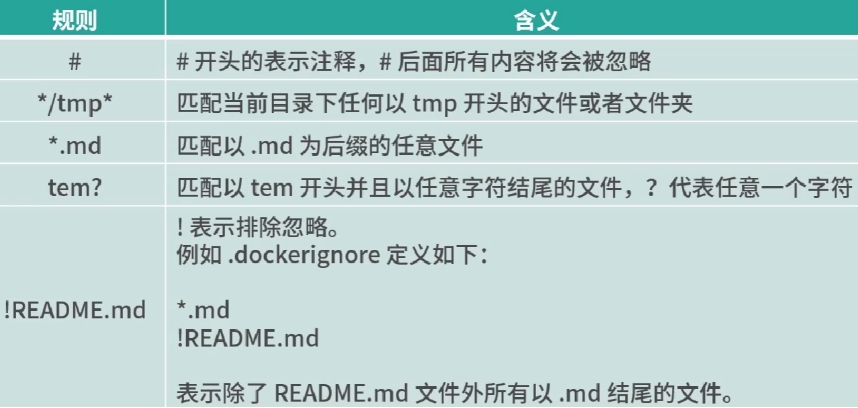 规则 含义
# # 开头的表示注释，# 后面所有内容将会被忽略
*/tmp* 匹配当前目录下任何以 tmp 开头的文件或者文件夹
*.md 匹配以 .md 为后缀的任意文件
tem? 匹配以 tem 开头并且以任意字符结尾的文件，？代表任意一个字符
! 表示排除忽略。
例如 .dockerignore 定义如下：
!README.md *.md
!README.md
表示除了 README.md 文件外所有以 .md 结尾的文件。